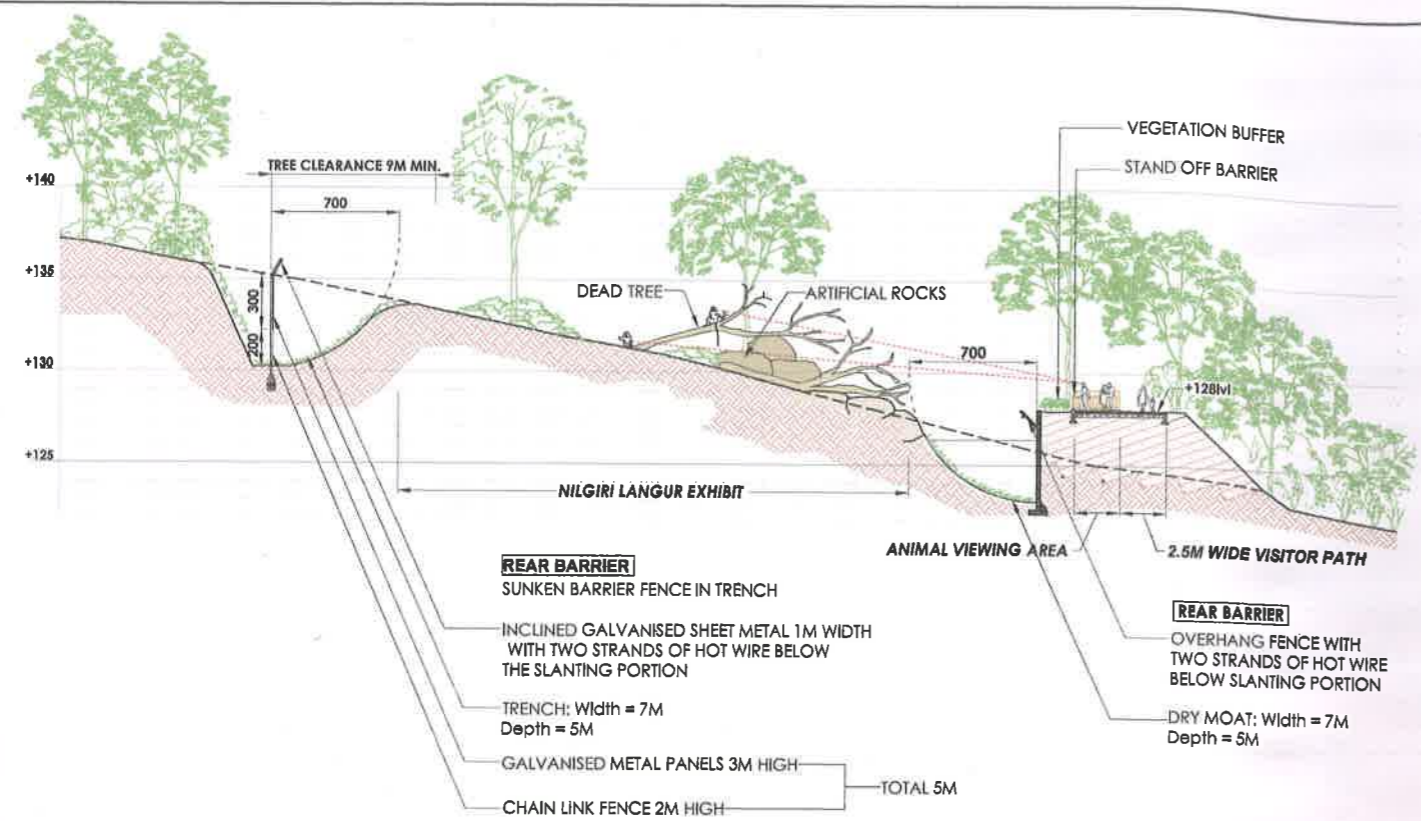 VEGETATION BUFFER
STAND OFF BARRIER
TREE CLEARANCE 9M MIN.
+140
700
+135
300
DEAD TREE
ARTIFICIAL ROCKS
200
+130
700
+128lvl
+125
NILGIRI LANGUR EXHIBIT
ANIMAL VIEWING AREA
2.5M WIDE VISITOR PATH
REAR BARRIER
SUNKEN BARRIER FENCE IN TRENCH
INCLINED GALVANISED SHEET METAL 1M WIDTH
WITH TWO STRANDS OF HOT WIRE BELOW
THE SLANTING PORTION
TRENCH: Width = 7M
Depth = 5M
GALVANISED METAL PANELS 3M HIGH
TOTAL 5M
CHAIN LINK FENCE 2M HIGH
REAR BARRIER
OVERHANG FENCE WITH
TWO STRANDS OF HOT WIRE
BELOW SLANTING PORTION
DRY MOAT: Width = 7M
Depth = 5M